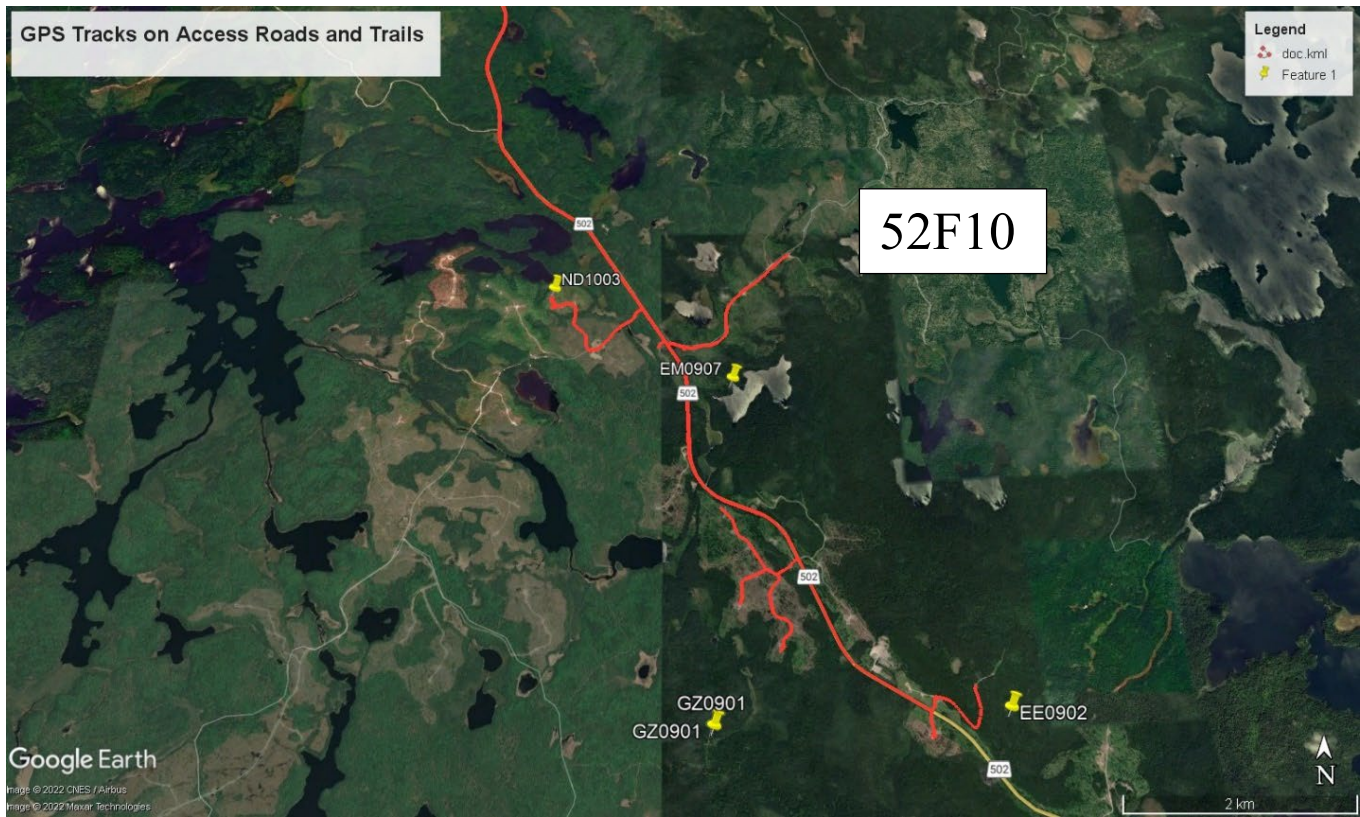 GPS Tracks on Access Roads and Trails
Legend
doc.kml
Feature 1
52F10
502
ND1003
EM0907
502
502
GZ0901
GZ0901
EE0902
502
Google Earth
Image © 2022 CNES / Airbus
Image © 2022 Maxar Technologies
N
2 km